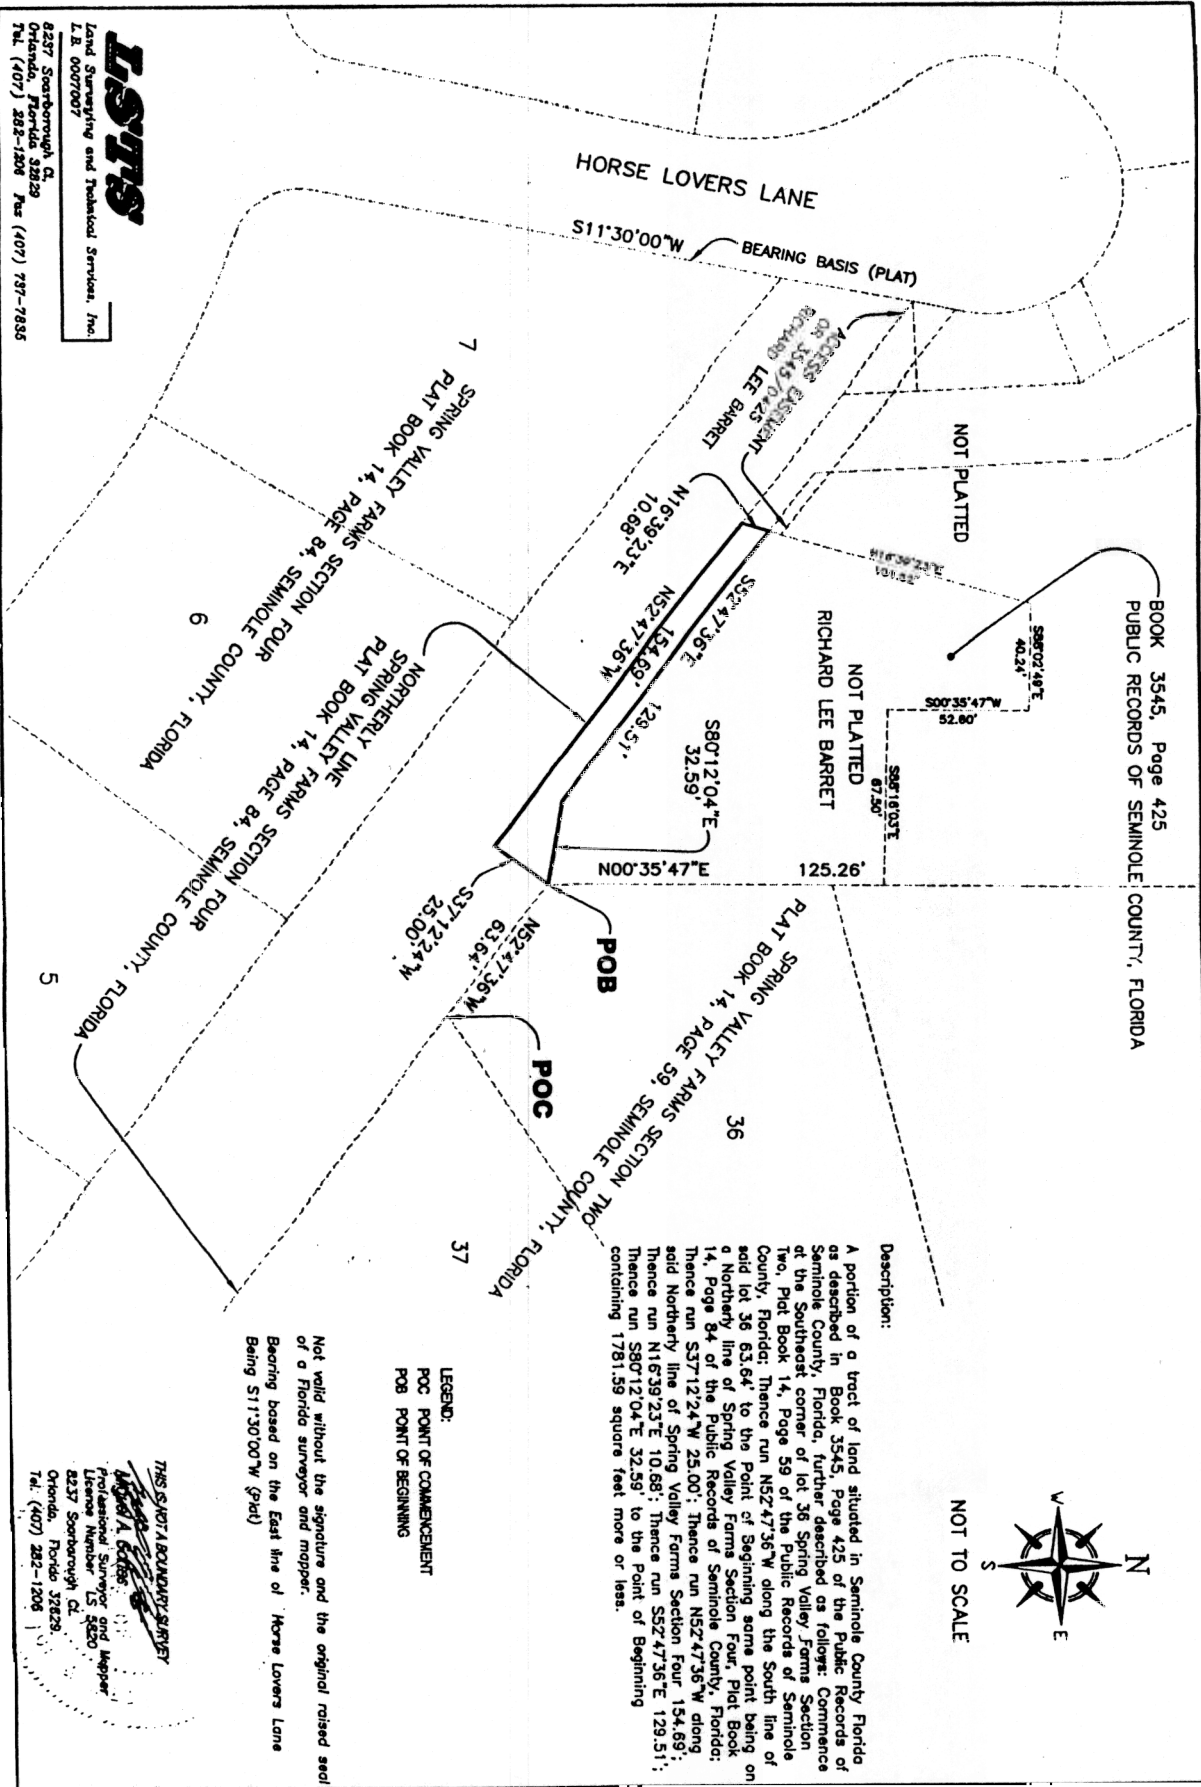 BOOK 3545, Page 425
PUBLIC RECORDS OF SEMINOLE COUNTY, FLORIDA
N
W
E
S
NOT TO SCALE
HORSE LOVERS LANE
S11°30'00"W
BEARING BASIS (PLAT)
ACCESS EASEMENT
OR 3545/0425
RICHARD LEE BARRET
NOT PLATTED
N16°39'23"E
S88°02'49"E
40.24'
S00°35'47"W
52.60'
S88°16'03"E
67.50'
NOT PLATTED
RICHARD LEE BARRET
N16°39'23"E
10.68'
S52°47'36"E
129.51'
N52°47'36"W
154.69'
S80°12'04"E
32.59'
N00°35'47"E
125.26'
POB
S37°12'24"W
25.00'
N52°47'36"W
63.64'
POC
SPRING VALLEY FARMS SECTION TWO
PLAT BOOK 14, PAGE 59, SEMINOLE COUNTY, FLORIDA
36
37
7
SPRING VALLEY FARMS SECTION FOUR
PLAT BOOK 14, PAGE 84, SEMINOLE COUNTY, FLORIDA
6
NORTHERLY LINE
SPRING VALLEY FARMS SECTION FOUR
PLAT BOOK 14, PAGE 84, SEMINOLE COUNTY, FLORIDA
5
Description:
A portion of a tract of land situated in Seminole County Florida
as described in Book 3545, Page 425 of the Public Records of
Seminole County, Florida, further described as follows: Commence
at the Southeast corner of lot 36 Spring Valley Farms Section
Two, Plat Book 14, Page 59 of the Public Records of Seminole
County, Florida; Thence run N52°47'36"W along the South line of
said lot 36 63.64' to the Point of Beginning same point being on
a Northerly line of Spring Valley Farms Section Four, Plat Book
14, Page 84 of the Public Records of Seminole County, Florida;
Thence run S37°12'24"W 25.00'; Thence run N52°47'36"W along
said Northerly line of Spring Valley Farms Section Four 154.69';
Thence run N16°39'23"E 10.68'; Thence run S52°47'36"E 129.51';
Thence run S80°12'04"E 32.59' to the Point of Beginning
containing 1781.59 square feet more or less.
LEGEND:
POC POINT OF COMMENCEMENT
POB POINT OF BEGINNING
Not valid without the signature and the original raised seal
of a Florida surveyor and mapper.
Bearing based on the East line of Horse Lovers Lane
Being S11°30'00"W (plat)
THIS IS NOT A BOUNDARY SURVEY
Professional Surveyor and Mapper
License Number LS 5820
8237 Scarborough Ct.
Orlando, Florida 32829.
Tel. (407) 282-1206
LSTS
Land Surveying and Technical Services, Inc.
L.B. 0007007
8237 Scarborough Ct.
Orlando, Florida 32829
Tel. (407) 282-1206 Fax (407) 737-7835